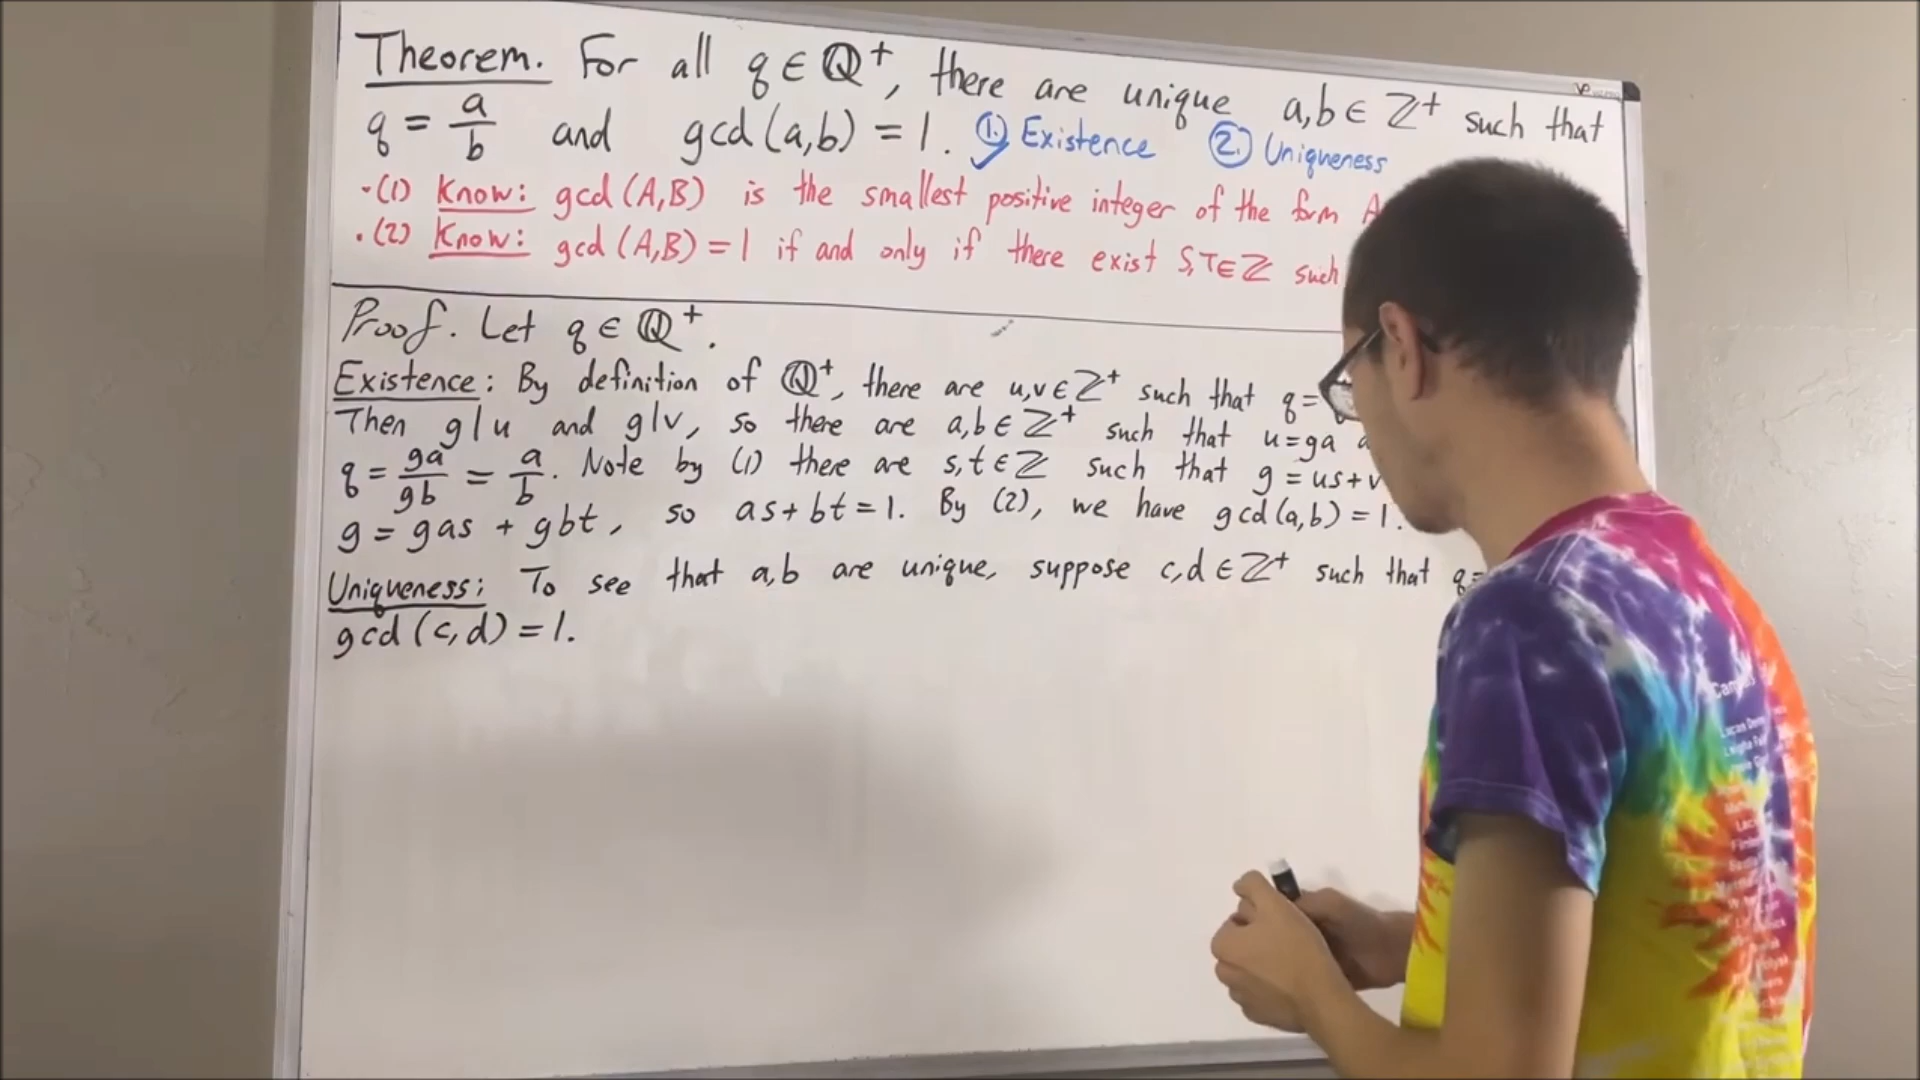 Theorem. For all q ∈ ℚ⁺, there are unique a,b ∈ ℤ⁺ such that
q = a/b and gcd(a,b) = 1. 1. Existence 2. Uniqueness
• (1) Know: gcd(A,B) is the smallest positive integer of the form A
• (2) Know: gcd(A,B) = 1 if and only if there exist S,T∈ℤ such
Proof. Let q ∈ ℚ⁺.
Existence: By definition of ℚ⁺, there are u,v∈ℤ⁺ such that q =
Then g|u and g|v, so there are a,b ∈ ℤ⁺ such that u=ga
q = ga/gb = a/b. Note by (1) there are s,t∈ℤ such that g = us+v
g = gas + gbt, so as+bt=1. By (2), we have gcd(a,b) = 1.
Uniqueness: To see that a,b are unique, suppose c,d ∈ ℤ⁺ such that q=
gcd(c,d) = 1.